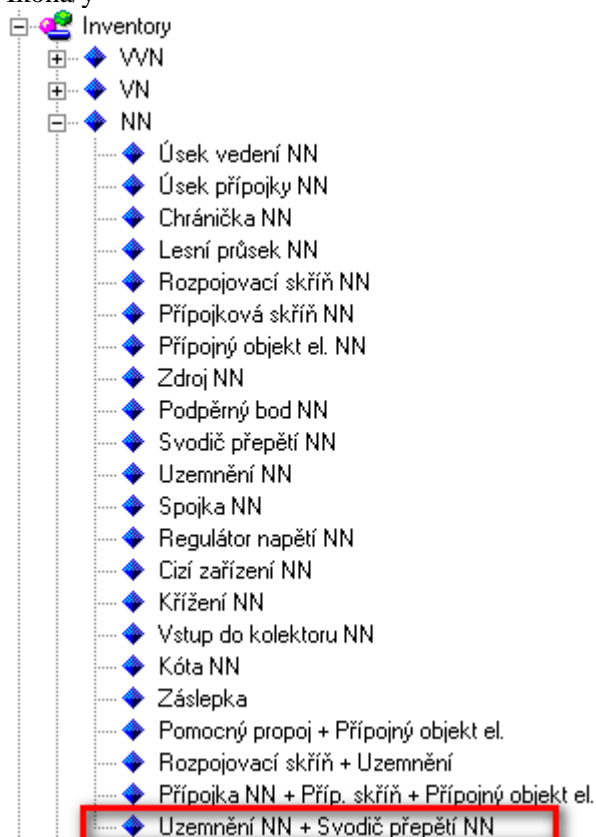 Inventory
VVN
VN
NN
Úsek vedení NN
Úsek přípojky NN
Chránička NN
Lesní průsek NN
Rozpojovací skříň NN
Přípojková skříň NN
Přípojný objekt el. NN
Zdroj NN
Podpěrný bod NN
Svodič přepětí NN
Uzemnění NN
Spojka NN
Regulátor napětí NN
Cizí zařízení NN
Křížení NN
Vstup do kolektoru NN
Kóta NN
Záslepka
Pomocný propoj + Přípojný objekt el.
Rozpojovací skříň + Uzemnění
Přípojka NN + Příp. skříň + Přípojný objekt el.
Uzemnění NN + Svodič přepětí NN